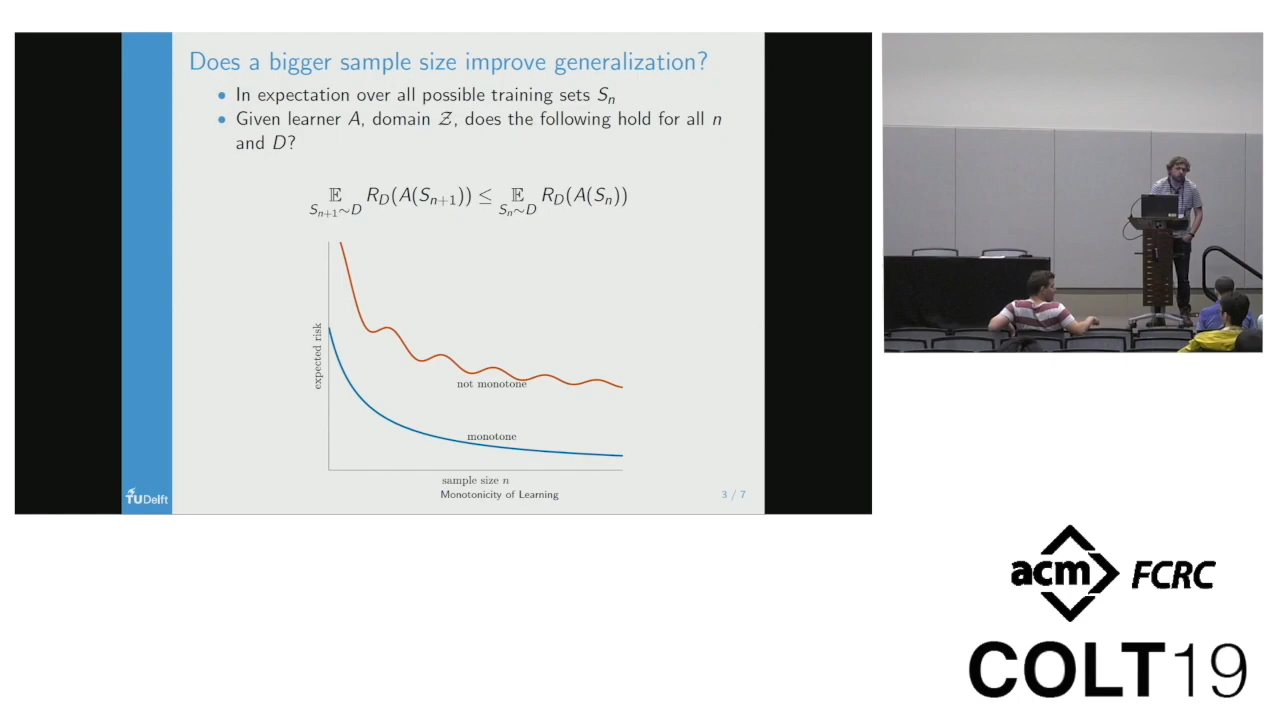 Does a bigger sample size improve generalization?
• In expectation over all possible training sets Sₙ
• Given learner A, domain 𝒵, does the following hold for all n
and D?
𝔼 R_D(A(Sₙ₊₁)) ≤ 𝔼 R_D(A(Sₙ))
Sₙ₊₁∼D Sₙ∼D
expected risk
not monotone
monotone
sample size n
Monotonicity of Learning
3 / 7
TUDelft
acm FCRC
COLT19